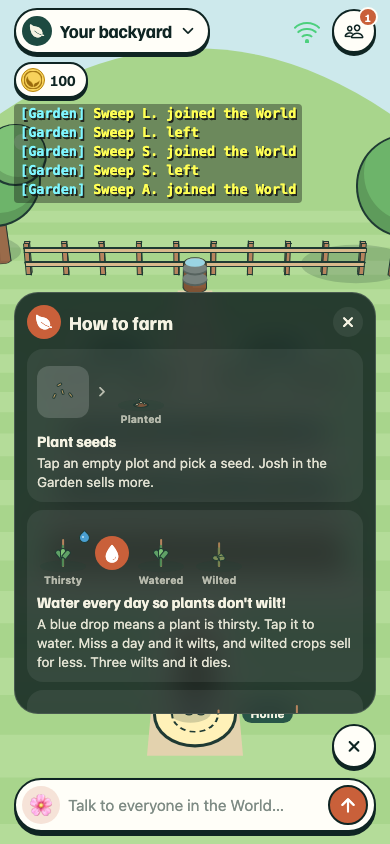 Your backyard
1
100
[Garden] Sweep L. joined the World
[Garden] Sweep L. left
[Garden] Sweep S. joined the World
[Garden] Sweep S. left
[Garden] Sweep A. joined the World
How to farm
Planted
Plant seeds
Tap an empty plot and pick a seed. Josh in the
Garden sells more.
Thirsty
Watered
Wilted
Water every day so plants don't wilt!
A blue drop means a plant is thirsty. Tap it to
water. Miss a day and it wilts, and wilted crops sell
for less. Three wilts and it dies.
Home
Talk to everyone in the World...